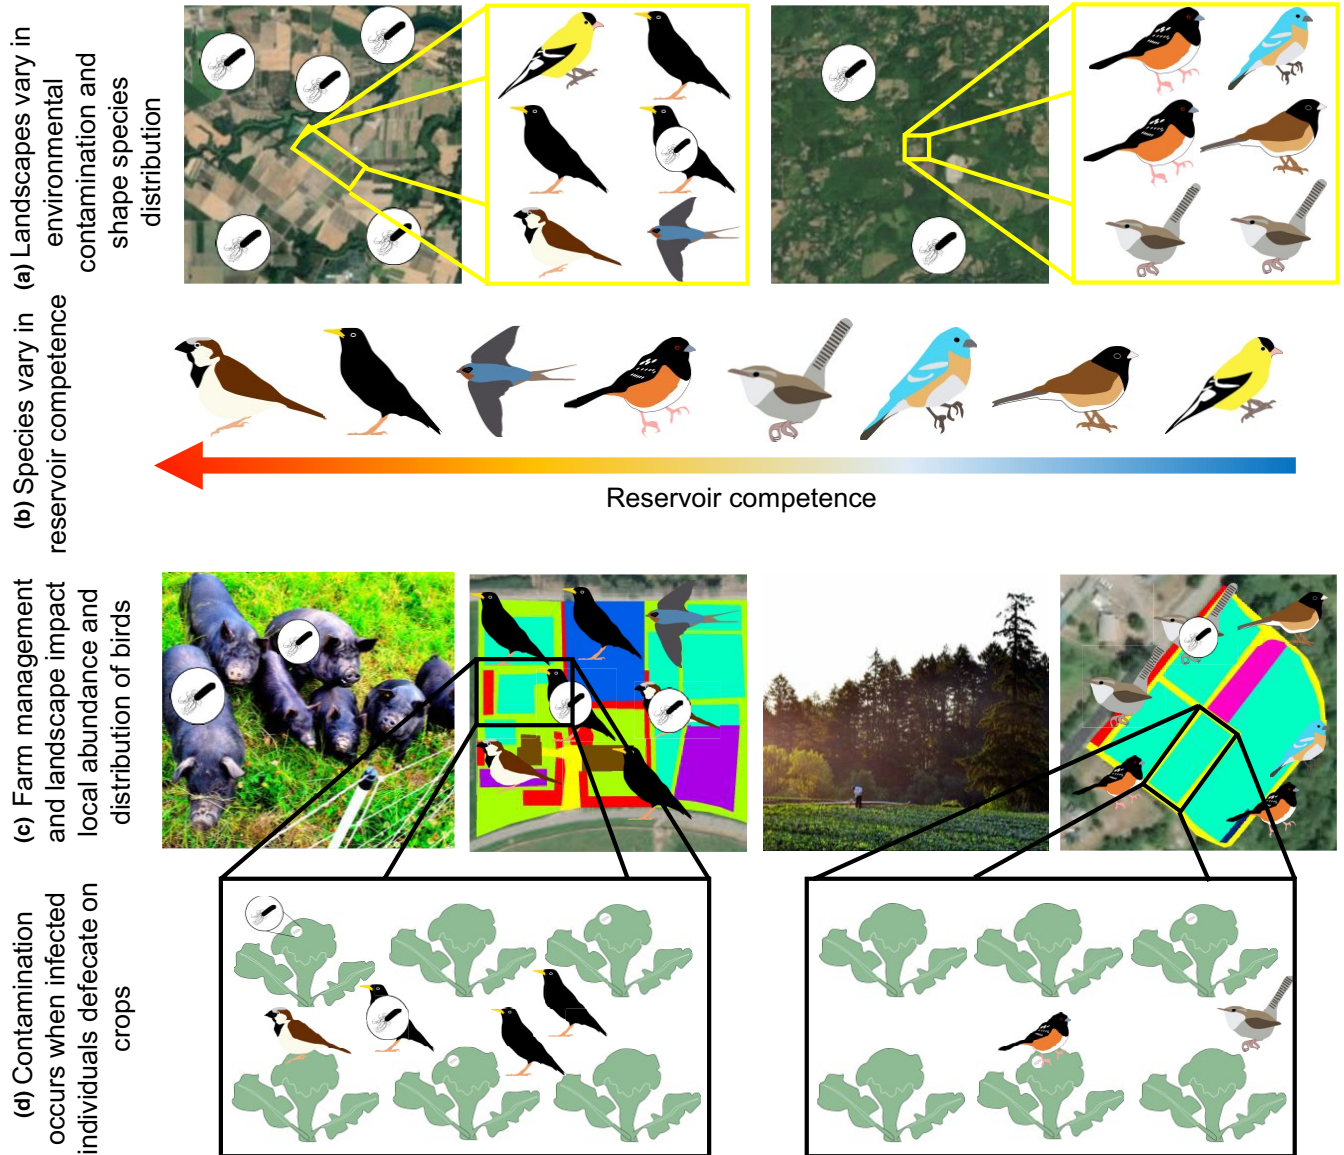 (a) Landscapes vary in
environmental
contamination and
shape species
distribution
(b) Species vary in
reservoir competence
Reservoir competence
(c) Farm management
and landscape impact
local abundance and
distribution of birds
(d) Contamination
occurs when infected
individuals defecate on
crops